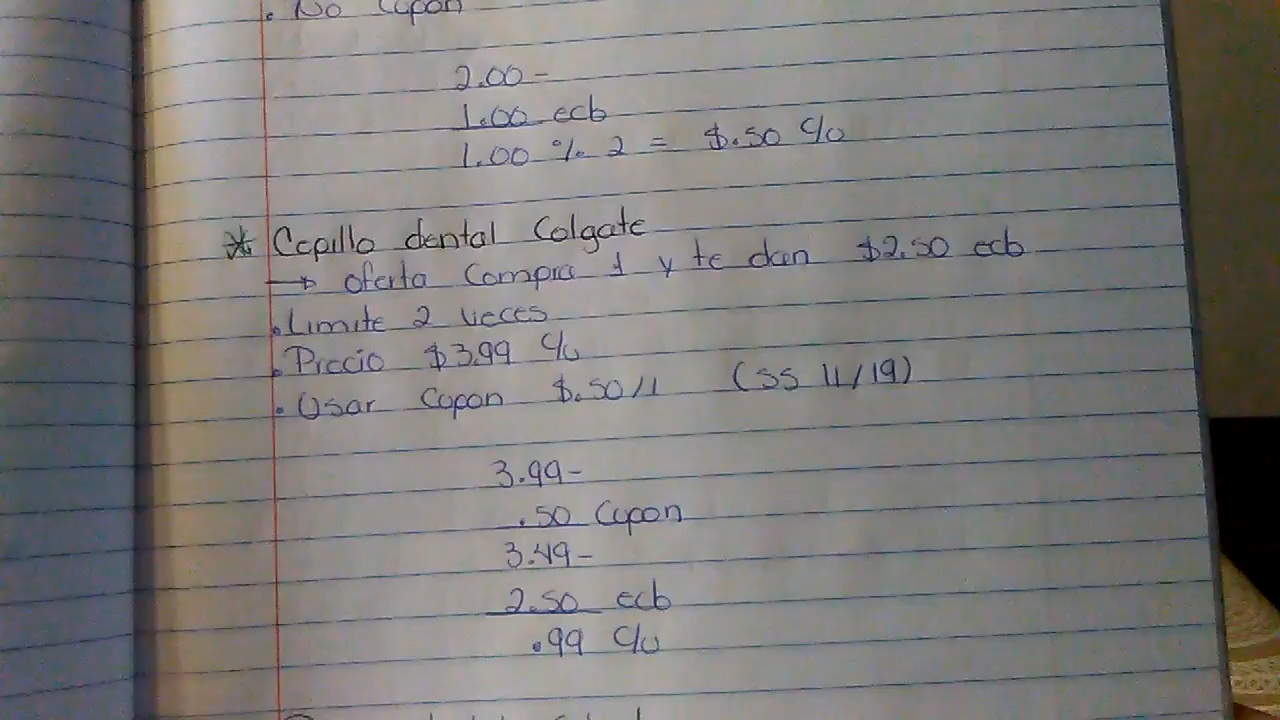 . No Cupon
2.00 -
1.00 ecb
1.00 % 2 = $.50 c/u
* Cepillo dental Colgate
→ oferta Compra 1 y te dan $2.50 ecb
. Limite 2 veces
. Precio $3.99 c/u
. Usar Cupon $.50/1 (SS 11/19)
3.99 -
.50 Cupon
3.49 -
2.50 ecb
.99 c/u